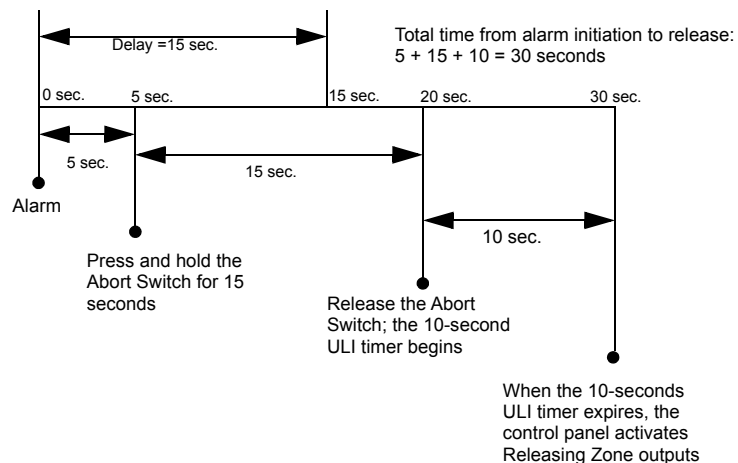 Delay =15 sec.
Total time from alarm initiation to release:
5 + 15 + 10 = 30 seconds
0 sec.
5 sec.
15 sec.
20 sec.
30 sec.
5 sec.
15 sec.
10 sec.
Alarm
Press and hold the
Abort Switch for 15
seconds
Release the Abort
Switch; the 10-second
ULI timer begins
When the 10-seconds
ULI timer expires, the
control panel activates
Releasing Zone outputs